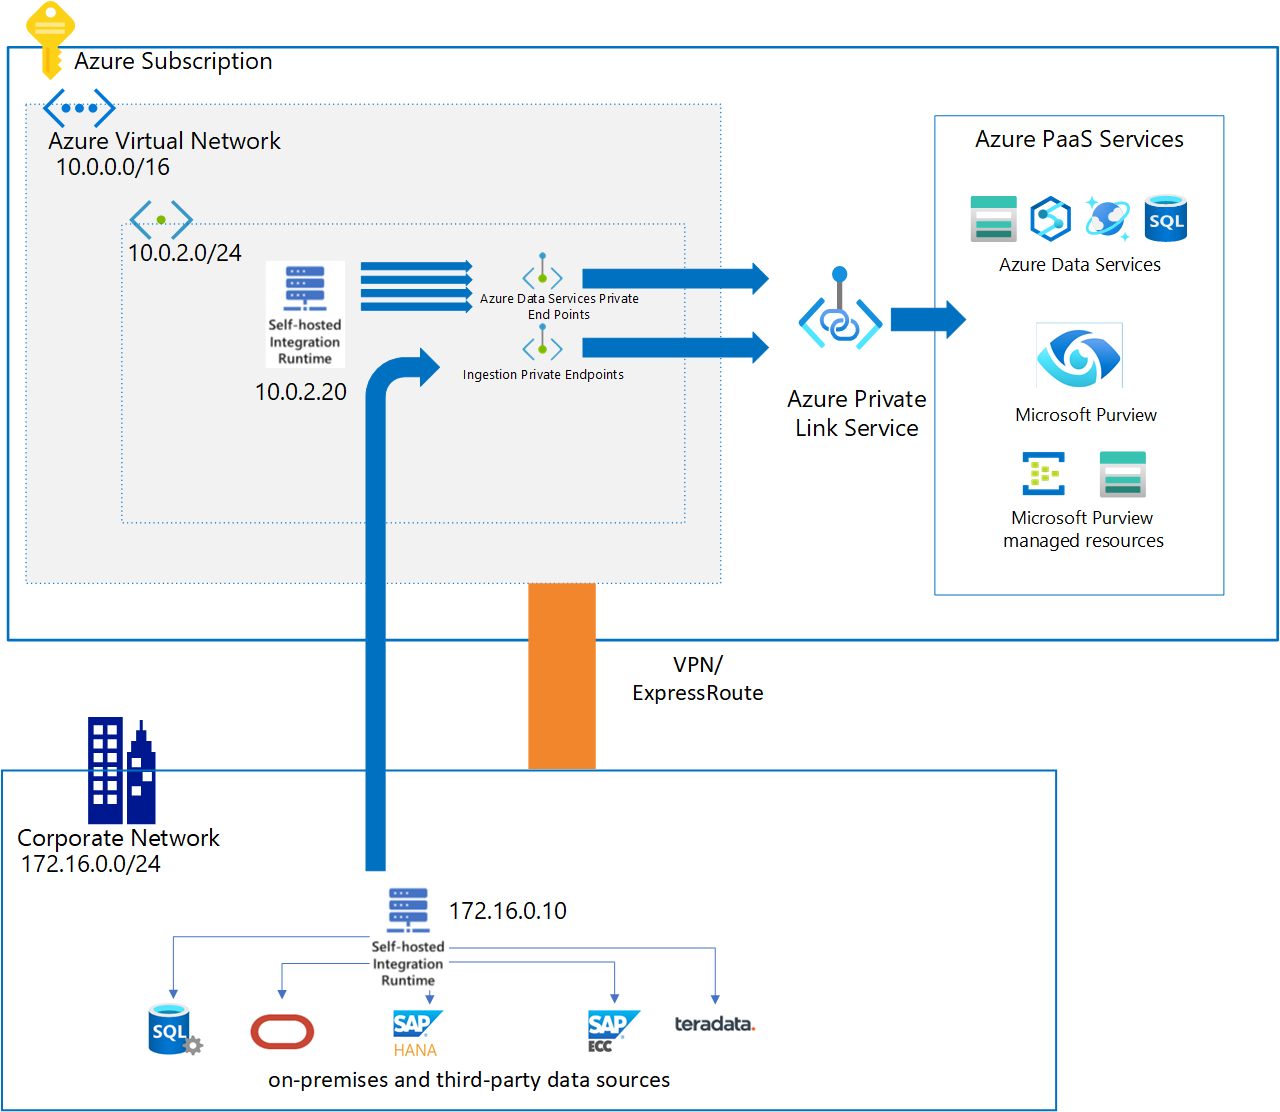 Azure Subscription
Azure Virtual Network
10.0.0.0/16
10.0.2.0/24
Self-hosted
Integration
Runtime
10.0.2.20
Azure Data Services Private
End Points
Ingestion Private Endpoints
Azure Private
Link Service
Azure PaaS Services
SQL
Azure Data Services
Microsoft Purview
Microsoft Purview
managed resources
VPN/
ExpressRoute
Corporate Network
172.16.0.0/24
172.16.0.10
Self-hosted
Integration
Runtime
SQL
SAP
HANA
SAP
ECC
teradata.
on-premises and third-party data sources